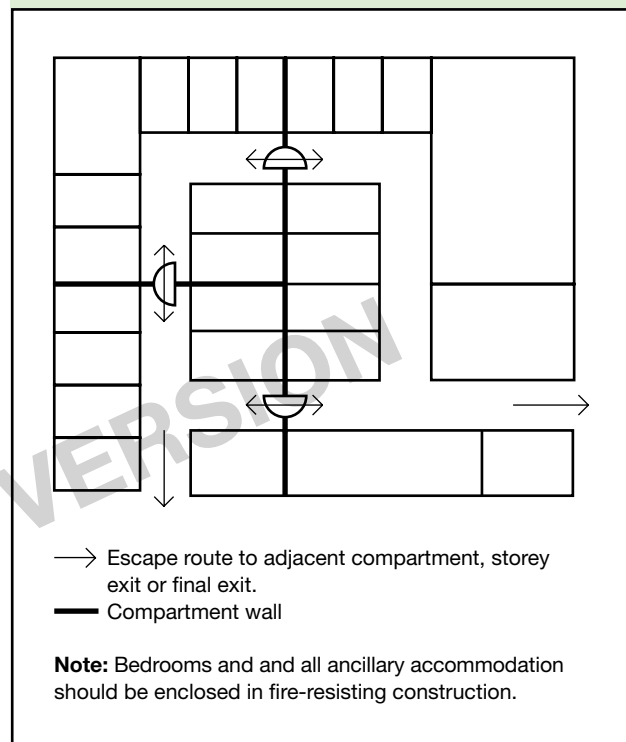 VERSION
Escape route to adjacent compartment, storey
exit or final exit.
Compartment wall
Note: Bedrooms and and all ancillary accommodation
should be enclosed in fire-resisting construction.